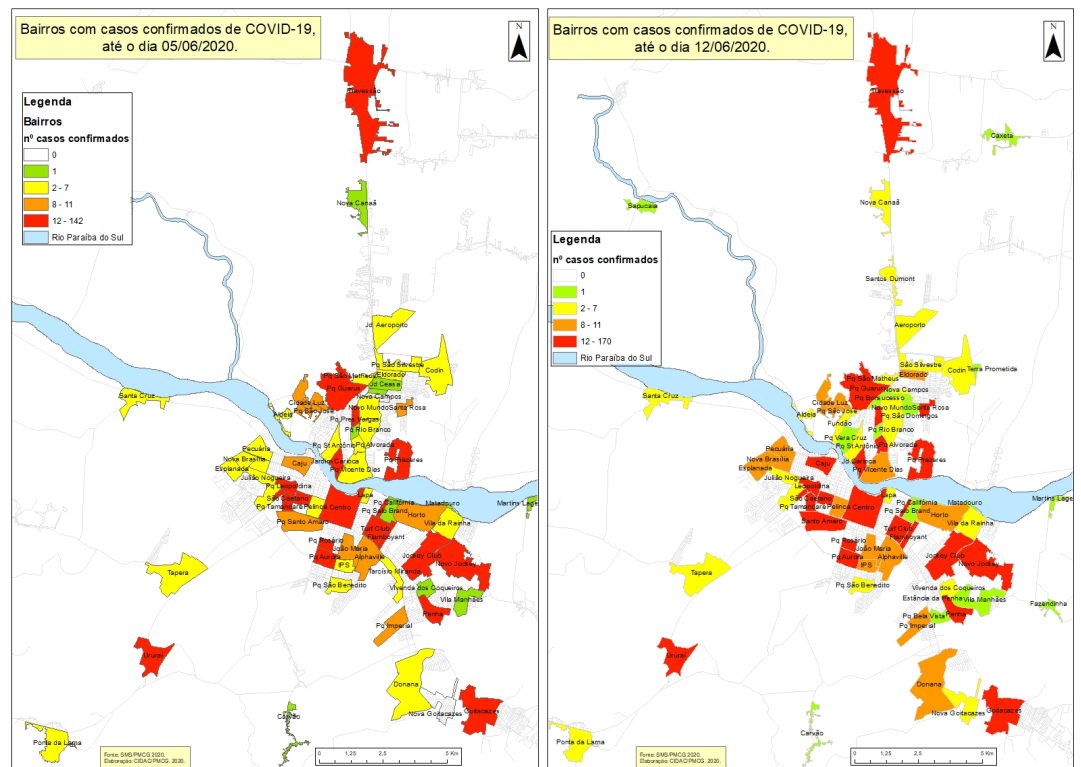 Bairros com casos confirmados de COVID-19,
até o dia 05/06/2020.
N
Legenda
Bairros
nº casos confirmados
0
1
2 - 7
8 - 11
12 - 142
Rio Paraíba do Sul
Travessão
Nova Canaã
Jd Aeroporto
Pq São Silvestre
Pq São Matheus
Eldorado
Codin
Pq Guarus
Jd Ceasa
Santa Cruz
Cidade Luz
Novo Campos
Aldeia
Pq São José
Novo Mundo
Santa Rosa
Pq Pres Vargas
Pq Rio Branco
Pecuária
Pq St Antônio
Pq Alvorada
Nova Brasília
Esplanada
Caju
Jardim Carioca
Pq Prazares
Julião Nogueira
Pq Vicente Dias
Pq Leopoldina
São Caetano
Lapa
Pq Tamandaré
Pelinca
Centro
Pq Califórnia
Matadouro
Martins Lage
Pq Salo Brand
Horto
Pq Santo Amaro
Turf Club
Vila da Rainha
Flamboyant
Pq Rosário
João Maria
Pq Aurora
Alphaville
Jockey Club
IPS
Tarcísio Miranda
Novo Jockey
Tapera
Pq São Benedito
Vivenda dos Coqueiros
Vila Manhães
Penha
Pq Imperial
Ururaí
Donana
Nova Goitacazes
Goitacazes
Carvão
Ponta da Lama
Fonte: SMS/PMCG 2020.
Elaboração: CIDAC/PMCG. 2020.
0 1,25 2,5 5 Km
Bairros com casos confirmados de COVID-19,
até o dia 12/06/2020.
N
Travessão
Caxeta
Nova Canaã
Sapucaia
Legenda
nº casos confirmados
0
1
2 - 7
8 - 11
12 - 170
Rio Paraíba do Sul
Santos Dumont
Aeroporto
São Silvestre
Pq São Matheus
Eldorado
Codin
Terra Prometida
Pq Guarus
Nova Campos
Santa Cruz
Cidade Luz
Pq Bonsucesso
Aldeia
Pq São José
Novo Mundo
Santa Rosa
Fundão
Pq São Domingos
Pq Rio Branco
Pq Vera Cruz
Pecuária
Pq St Antônio
Pq Alvorada
Nova Brasília
Esplanada
Caju
Jd Carioca
Pq Prazares
Julião Nogueira
Pq Vicente Dias
Leopoldina
São Caetano
Lapa
Pq Tamandaré
Pelinca
Centro
Pq Califórnia
Matadouro
Martins Lage
Pq Salo Brand
Horto
Santo Amaro
Turf Club
Vila da Rainha
Flamboyant
Pq Rosário
João Maria
Pq Aurora
Alphaville
Jockey Club
IPS
Novo Jockey
Tapera
Pq São Benedito
Vivenda dos Coqueiros
Estância da Penha
Vila Manhães
Fazendinha
Pq Bela Vista
Penha
Pq Imperial
Ururaí
Donana
Nova Goitacazes
Goitacazes
Carvão
Ponta da Lama
Fonte: SMS/PMCG 2020.
Elaboração: CIDAC/PMCG. 2020.
0 1,25 2,5 5 Km